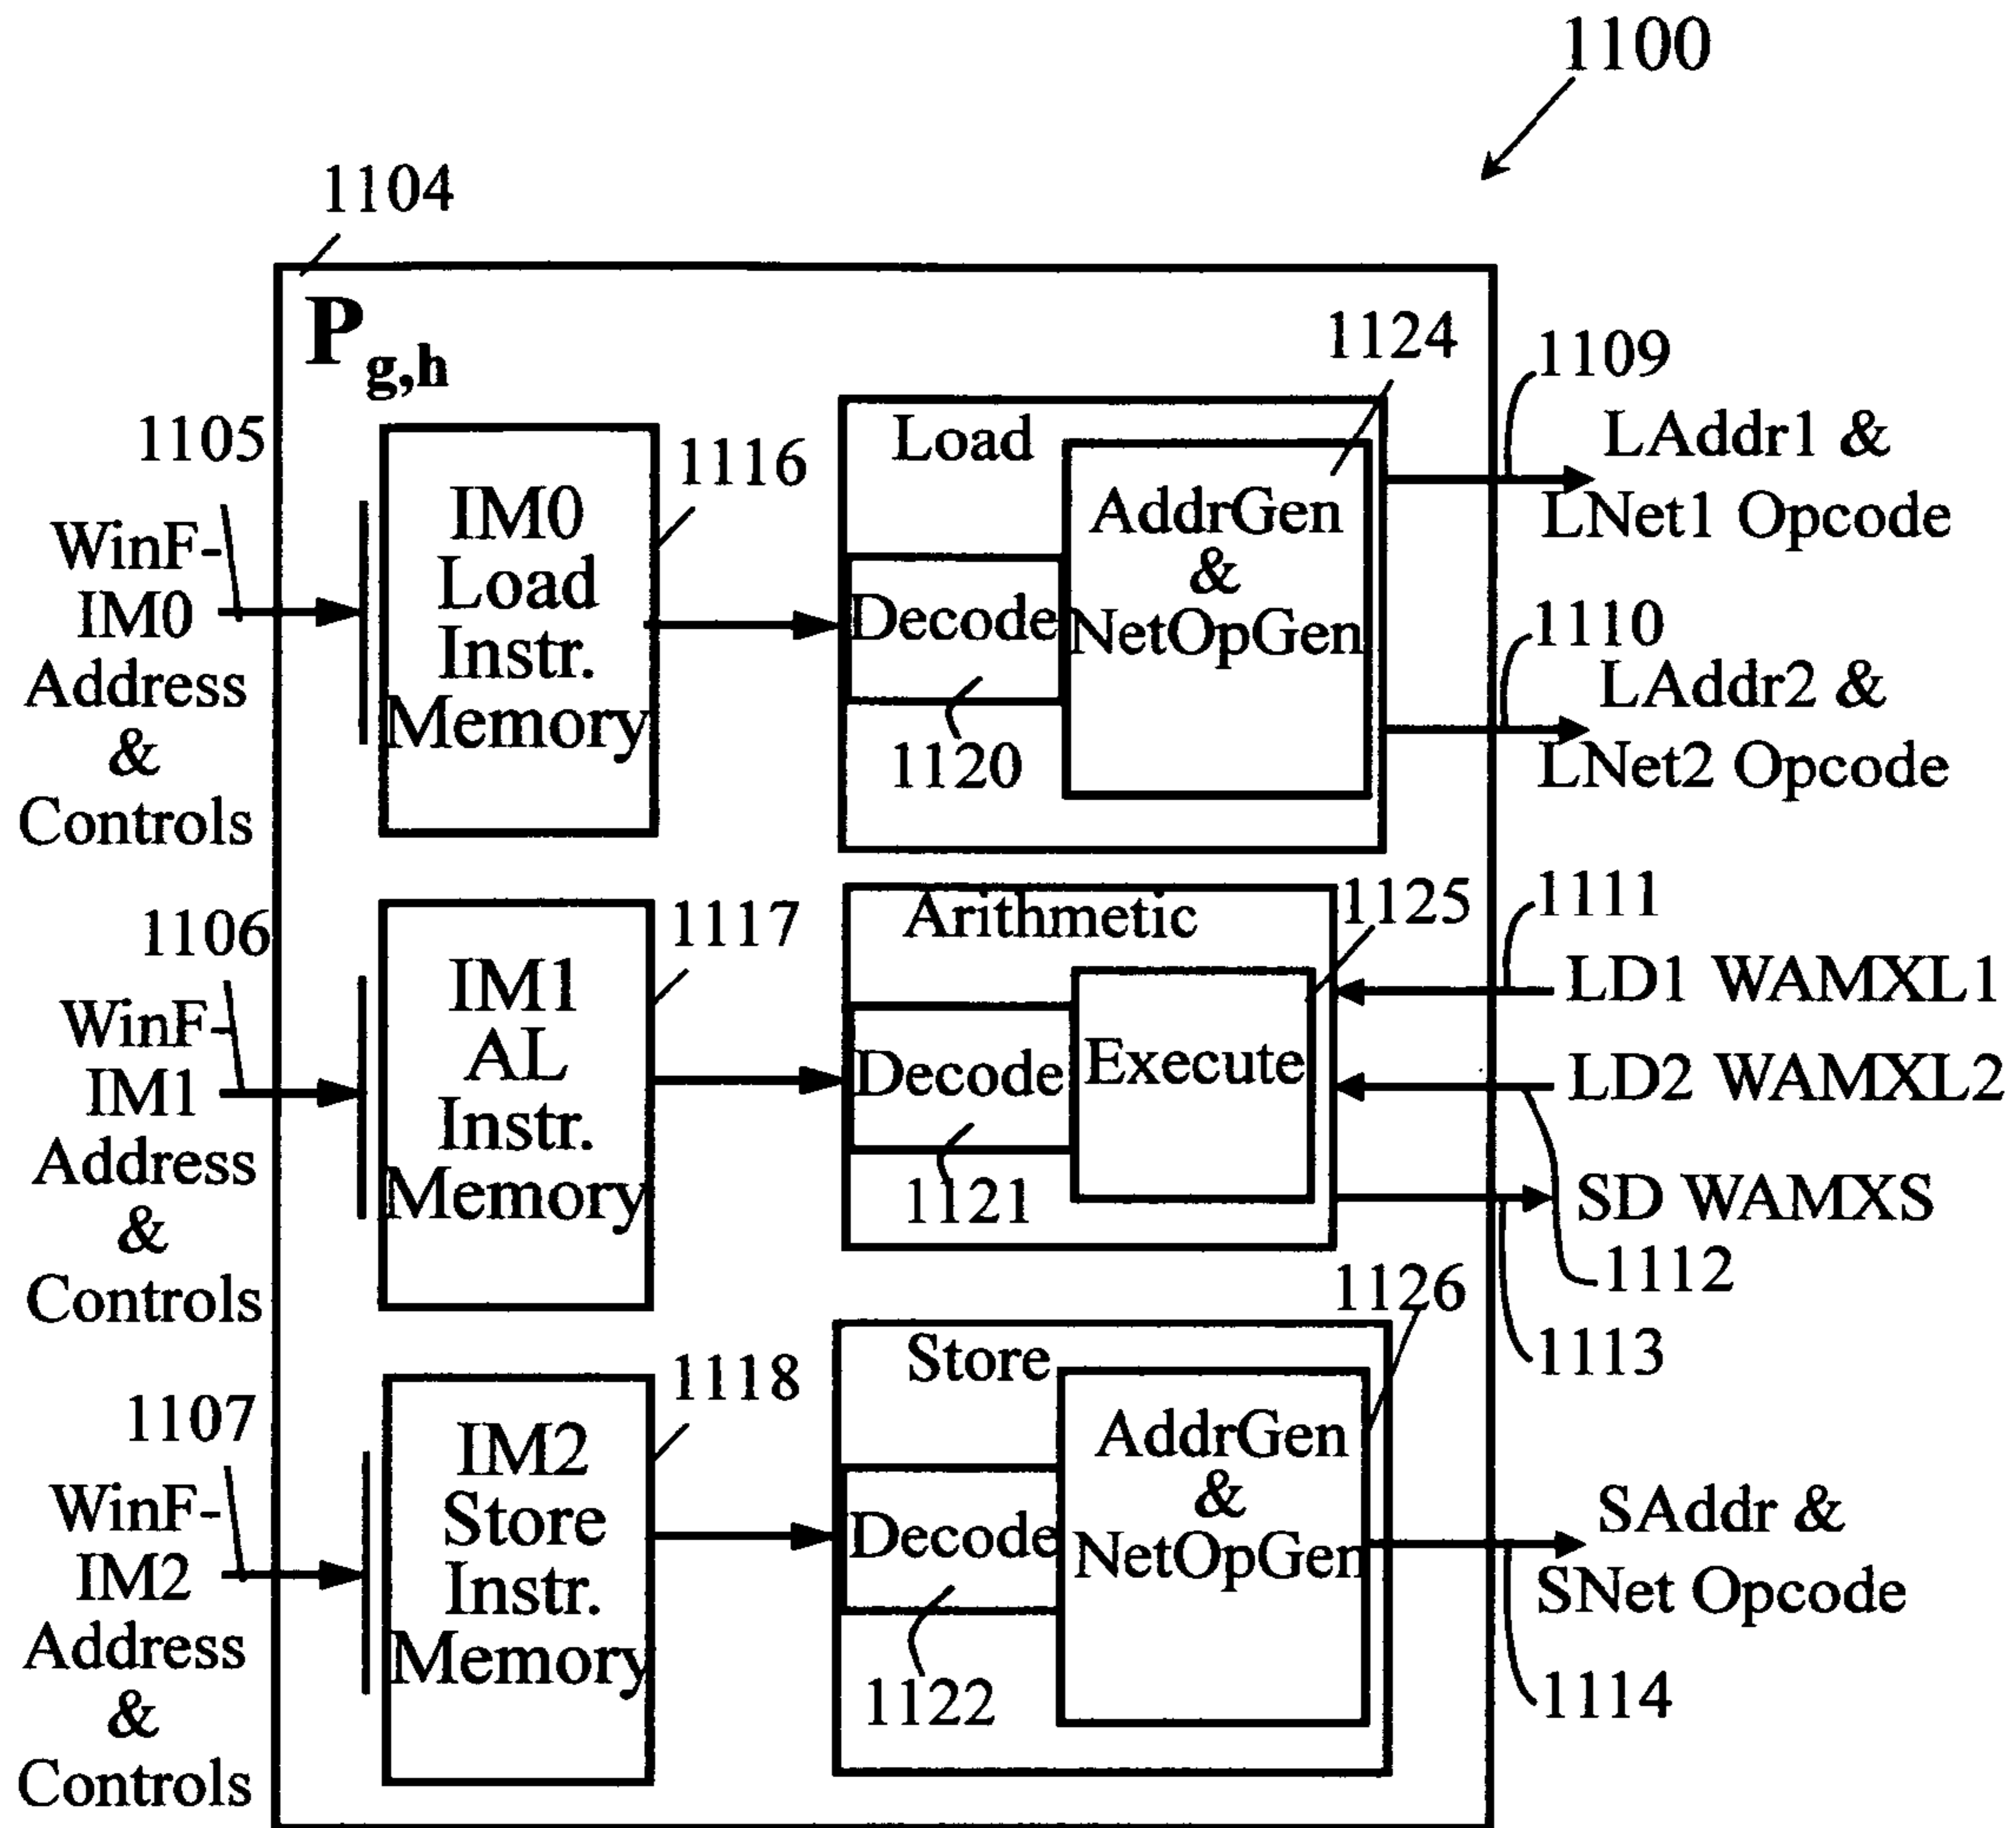 1100
1104
P g,h
1105
WinF-
IM0
Address
&
Controls
IM0
Load
Instr.
Memory
1116
Load
Decode
1120
AddrGen
&
NetOpGen
1124
1109
LAddr1 &
LNet1 Opcode
1110
LAddr2 &
LNet2 Opcode
1106
WinF-
IM1
Address
&
Controls
IM1
AL
Instr.
Memory
1117
Arithmetic
Decode
1121
Execute
1125
1111
LD1 WAMXL1
LD2 WAMXL2
SD WAMXS
1112
1113
1107
WinF-
IM2
Address
&
Controls
IM2
Store
Instr.
Memory
1118
Store
Decode
1122
AddrGen
&
NetOpGen
1126
SAddr &
SNet Opcode
1114